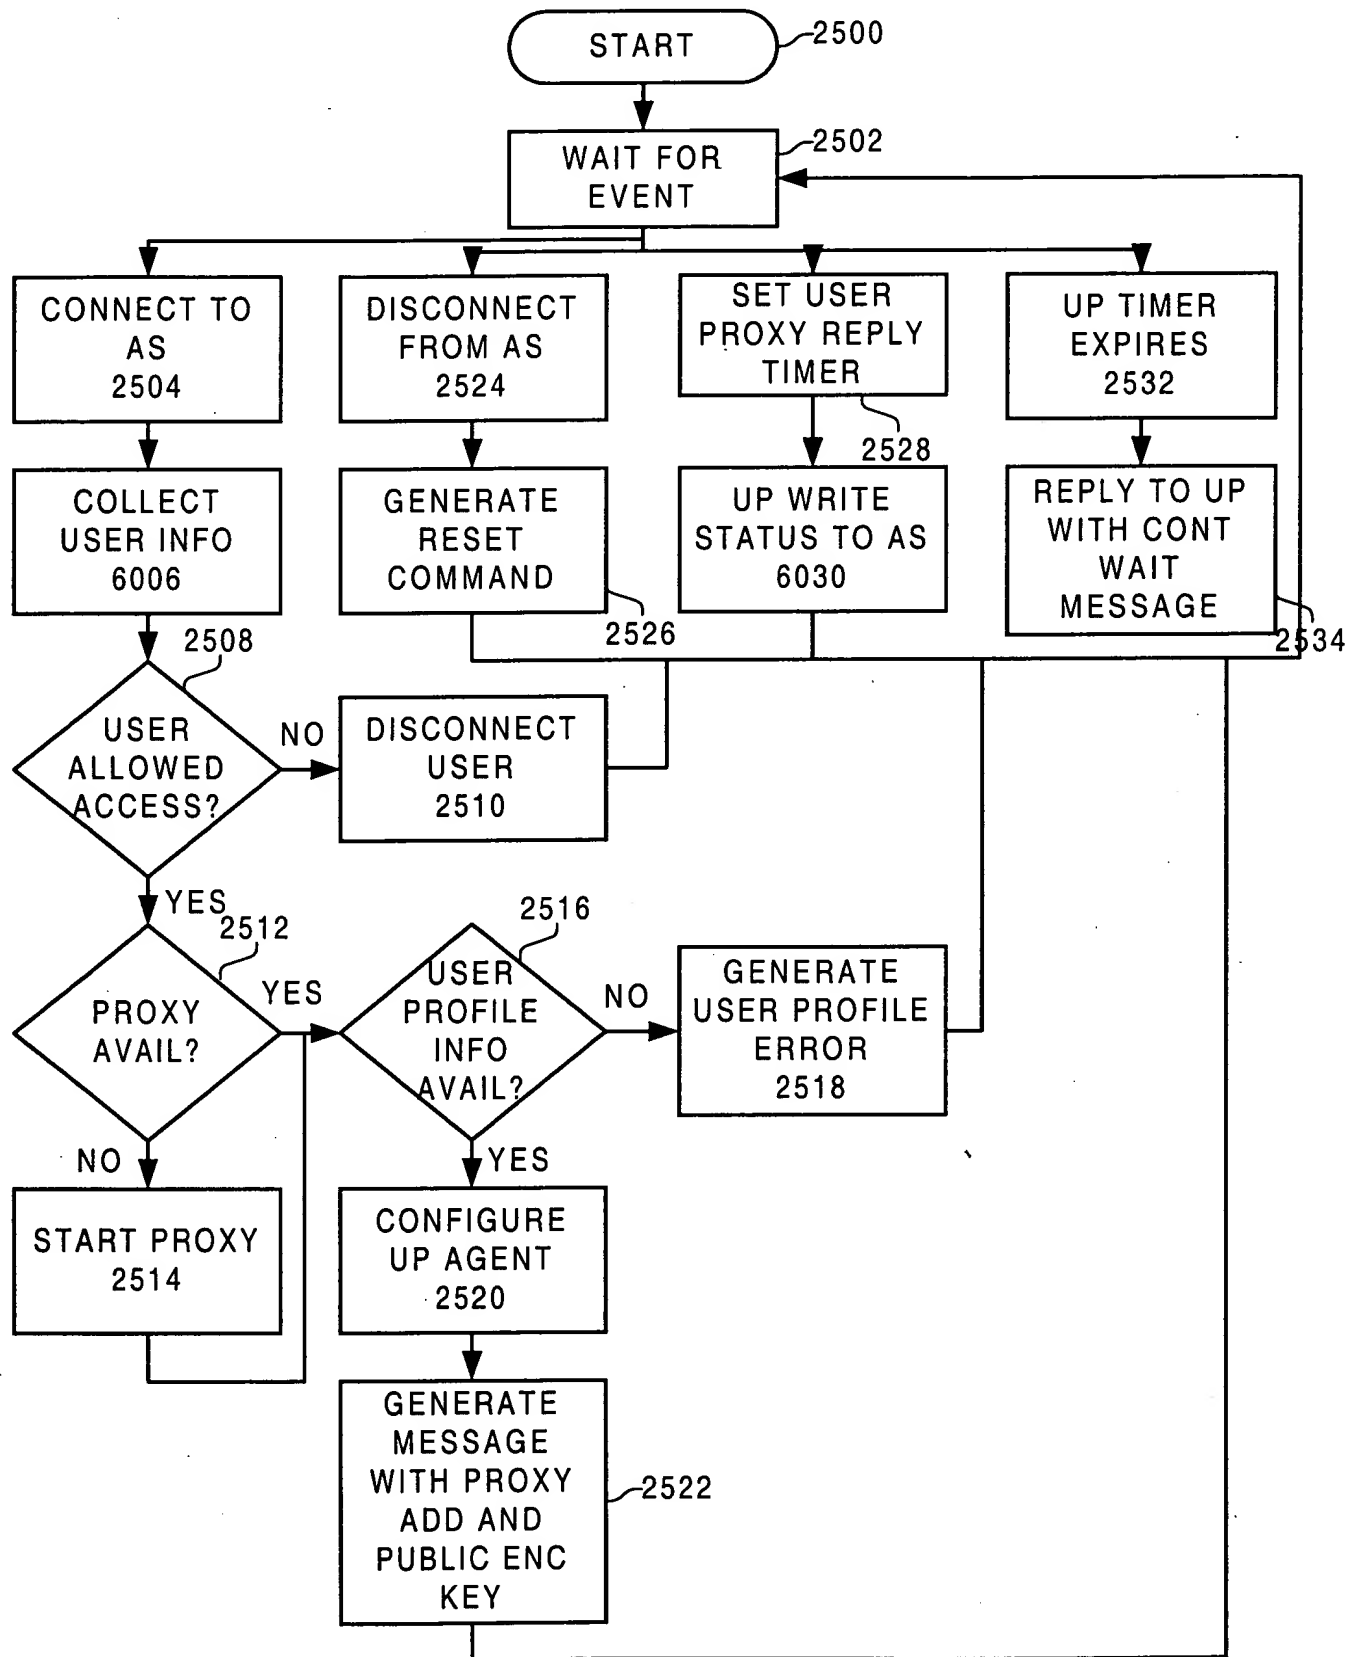 START
2500
WAIT FOR
EVENT
2502
CONNECT TO
AS
2504
DISCONNECT
FROM AS
2524
SET USER
PROXY REPLY
TIMER
2528
UP TIMER
EXPIRES
2532
COLLECT
USER INFO
6006
GENERATE
RESET
COMMAND
2526
UP WRITE
STATUS TO AS
6030
REPLY TO UP
WITH CONT
WAIT
MESSAGE
2534
2508
USER
ALLOWED
ACCESS?
NO
DISCONNECT
USER
2510
YES
2512
PROXY
AVAIL?
YES
2516
USER
PROFILE
INFO
AVAIL?
NO
GENERATE
USER PROFILE
ERROR
2518
NO
YES
START PROXY
2514
CONFIGURE
UP AGENT
2520
GENERATE
MESSAGE
WITH PROXY
ADD AND
PUBLIC ENC
KEY
2522